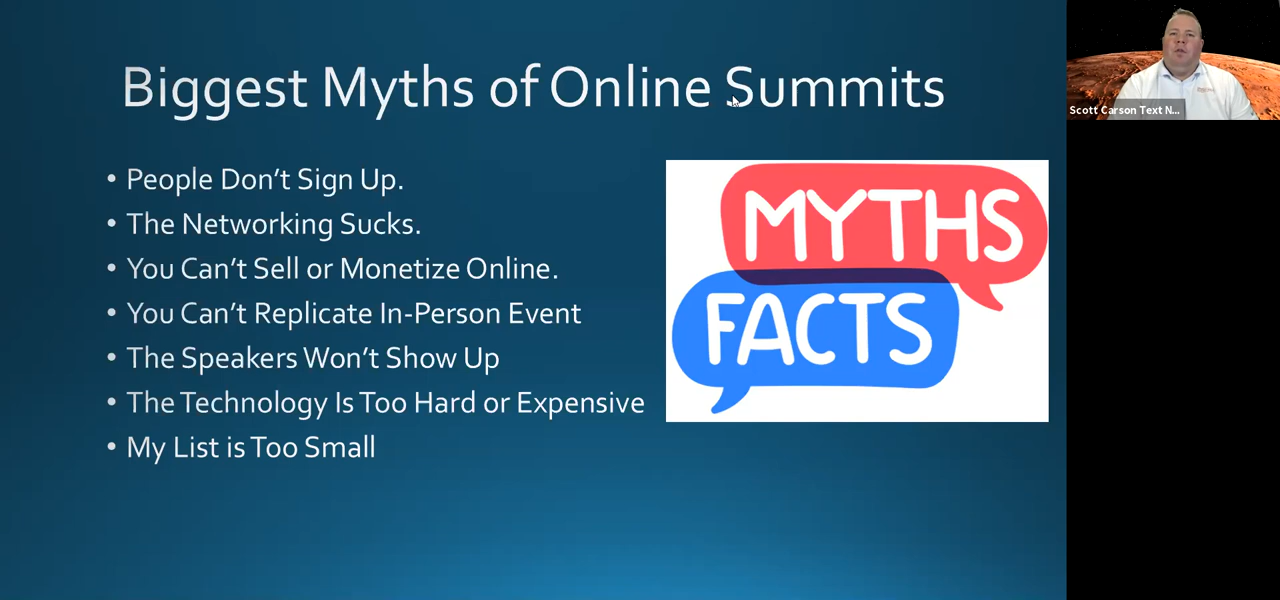 Biggest Myths of Online Summits
• People Don't Sign Up.
• The Networking Sucks.
• You Can't Sell or Monetize Online.
• You Can't Replicate In-Person Event
• The Speakers Won't Show Up
• The Technology Is Too Hard or Expensive
• My List is Too Small
MYTHS
FACTS
Scott Carson Text N...